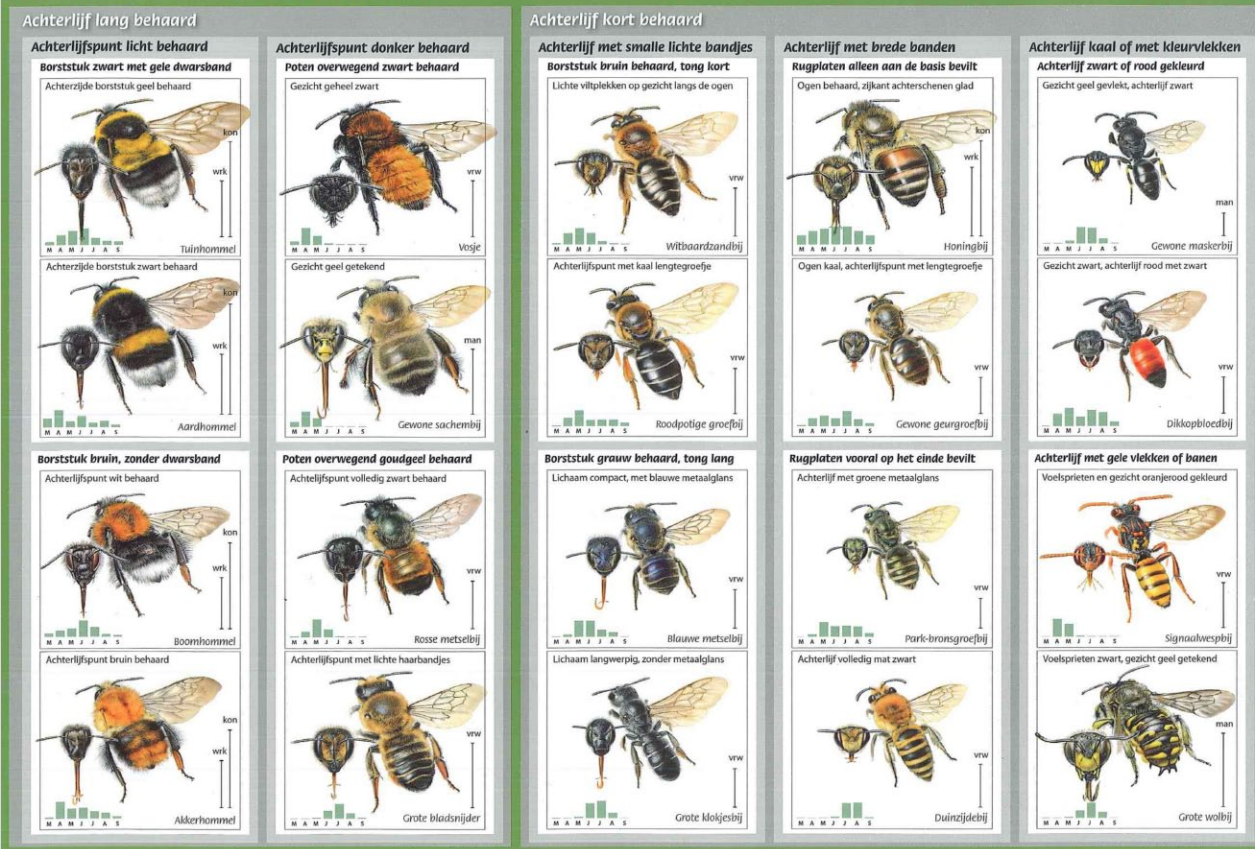 Achterlijf lang behaard
Achterlijfspunt licht behaard
Borststuk zwart met gele dwarsband
Achterzijde borststuk geel behaard
kon
wrk
M A M J J A S
Tuinhommel
Achterzijde borststuk zwart behaard
kon
wrk
M A M J J A S
Aardhommel
Borststuk bruin, zonder dwarsband
Achterlijfspunt wit behaard
kon
wrk
M A M J J A S
Boomhommel
Achterlijfspunt bruin behaard
kon
wrk
M A M J J A S
Akkerhommel
Achterlijfspunt donker behaard
Poten overwegend zwart behaard
Gezicht geheel zwart
vrw
M A M J J A S
Vosje
Gezicht geel getekend
man
M A M J J A S
Gewone sachembij
Poten overwegend goudgeel behaard
Achtelijfspunt volledig zwart behaard
vrw
M A M J J A S
Rosse metselbij
Achterlijfspunt met lichte haarbandjes
vrw
M A M J J A S
Grote bladsnijder
Achterlijf kort behaard
Achterlijf met smalle lichte bandjes
Borststuk bruin behaard, tong kort
Lichte viltplekken op gezicht langs de ogen
vrw
M A M J J A S
Witbaardzandbij
Achterlijfspunt met kaal lengtegroefje
vrw
M A M J J A S
Roodpotige groefbij
Borststuk grauw behaard, tong lang
Lichaam compact, met blauwe metaalglans
vrw
M A M J J A S
Blauwe metselbij
Lichaam langwerpig, zonder metaalglans
vrw
M A M J J A S
Grote klokjesbij
Achterlijf met brede banden
Rugplaten alleen aan de basis bevilt
Ogen behaard, zijkant achterschenen glad
kon
wrk
M A M J J A S
Honingbij
Ogen kaal, achterlijfspunt met lengtegroefje
vrw
M A M J J A S
Gewone geurgroefbij
Rugplaten vooral op het einde bevilt
Achterlijf met groene metaalglans
vrw
M A M J J A S
Park-bronsgroefbij
Achterlijf volledig mat zwart
vrw
M A M J J A S
Duinzijdebij
Achterlijf kaal of met kleurvlekken
Achterlijf zwart of rood gekleurd
Gezicht geel gevlekt, achterlijf zwart
man
M A M J J A S
Gewone maskerbij
Gezicht zwart, achterlijf rood met zwart
vrw
M A M J J A S
Dikkopbloedbij
Achterlijf met gele vlekken of banen
Voelsprieten en gezicht oranjerood gekleurd
vrw
M A M J J A S
Signaalwespbij
Voelsprieten zwart, gezicht geel getekend
man
M A M J J A S
Grote wolbij